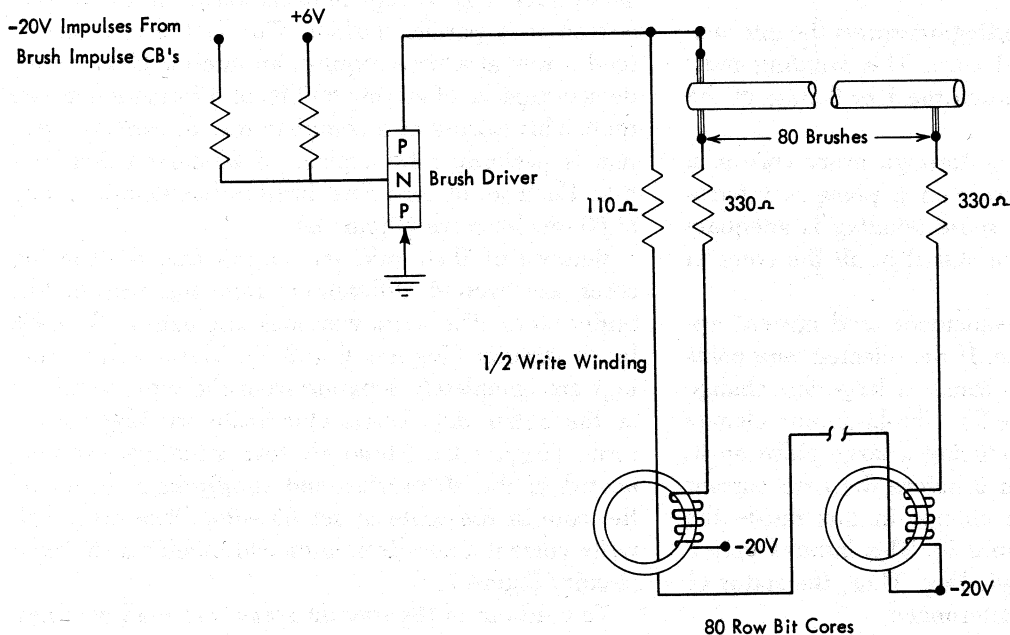 -20V Impulses From
Brush Impulse CB's
+6V
P
N
P
Brush Driver
80 Brushes
110Ω
330Ω
330Ω
1/2 Write Winding
-20V
-20V
80 Row Bit Cores